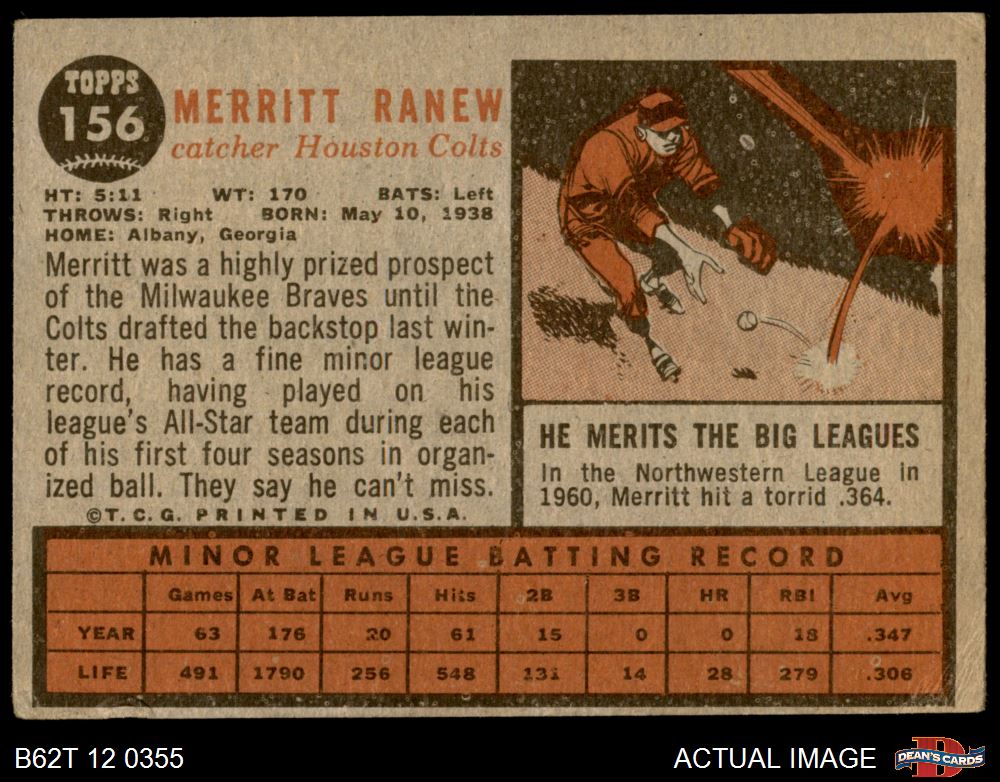 TOPPS
156
MERRITT RANEW
catcher Houston Colts
HT: 5:11 WT: 170 BATS: Left
THROWS: Right BORN: May 10, 1938
HOME: Albany, Georgia
Merritt was a highly prized prospect
of the Milwaukee Braves until the
Colts drafted the backstop last win-
ter. He has a fine minor league
record, having played on his
league's All-Star team during each
of his first four seasons in organ-
ized ball. They say he can't miss.
©T.C.G. PRINTED IN U.S.A.
HE MERITS THE BIG LEAGUES
In the Northwestern League in
1960, Merritt hit a torrid .364.
MINOR LEAGUE BATTING RECORD
Games At Bat Runs Hits 2B 3B HR RBI Avg
YEAR 63 176 20 61 15 0 0 18 .347
LIFE 491 1790 256 548 131 14 28 279 .306
B62T 12 0355 ACTUAL IMAGE D DEAN'S CARDS